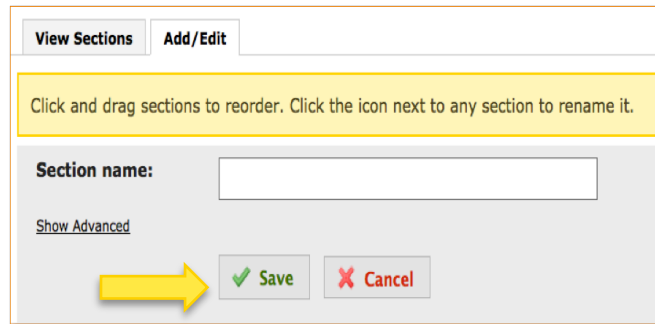 View Sections Add/Edit
Click and drag sections to reorder. Click the icon next to any section to rename it.
Section name:
Show Advanced
Save Cancel